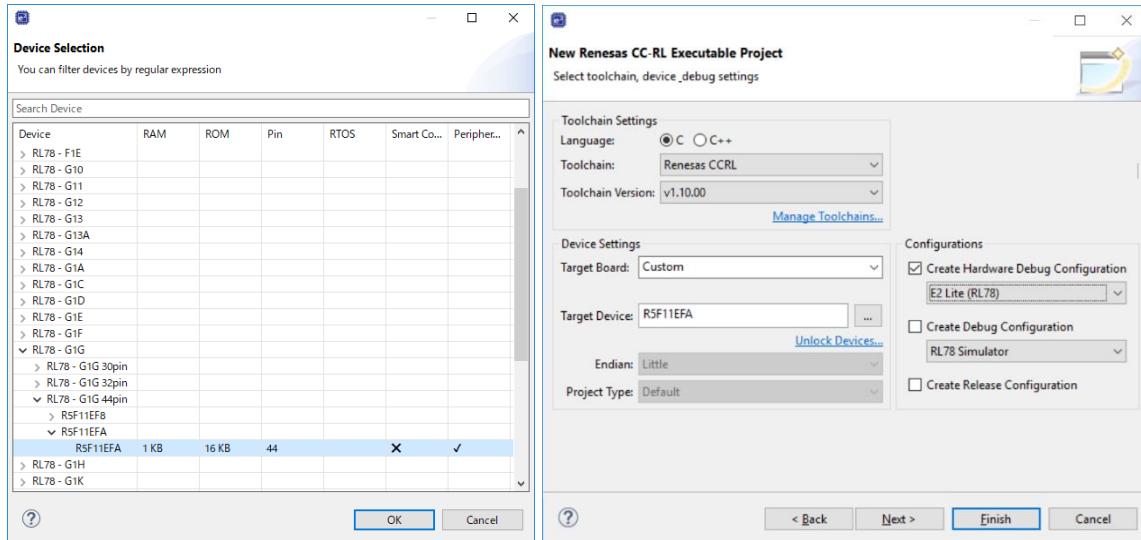 Device Selection
You can filter devices by regular expression
Search Device
Device RAM ROM Pin RTOS Smart Co... Peripher...
RL78 - F1E
RL78 - G10
RL78 - G11
RL78 - G12
RL78 - G13
RL78 - G13A
RL78 - G14
RL78 - G1A
RL78 - G1C
RL78 - G1D
RL78 - G1E
RL78 - G1F
RL78 - G1G
RL78 - G1G 30pin
RL78 - G1G 32pin
RL78 - G1G 44pin
R5F11EF8
R5F11EFA
R5F11EFA 1 KB 16 KB 44
RL78 - G1H
RL78 - G1K
OK Cancel
New Renesas CC-RL Executable Project
Select toolchain, device ,debug settings
Toolchain Settings
Language: C C++
Toolchain: Renesas CCRL
Toolchain Version: v1.10.00
Manage Toolchains...
Device Settings
Target Board: Custom
Target Device: R5F11EFA ...
Unlock Devices...
Endian: Little
Project Type: Default
Configurations
Create Hardware Debug Configuration
E2 Lite (RL78)
Create Debug Configuration
RL78 Simulator
Create Release Configuration
< Back Next > Finish Cancel